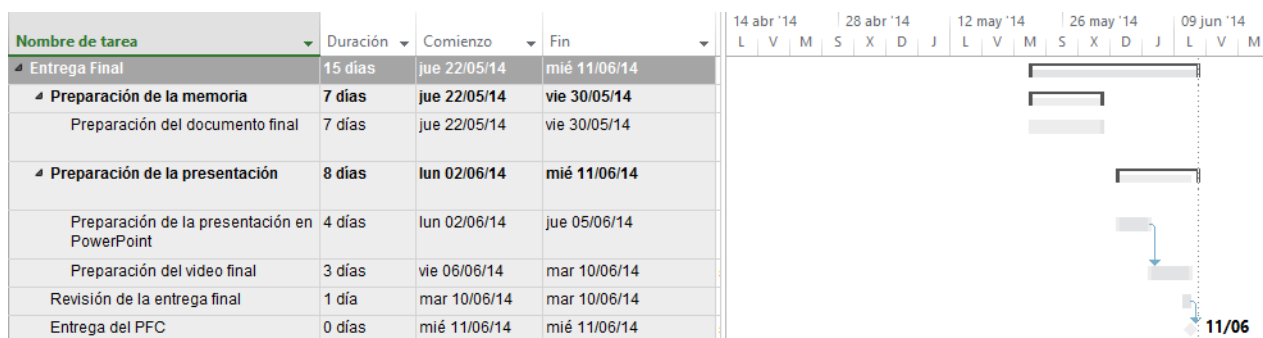 14 abr '14 28 abr '14 12 may '14 26 may '14 09 jun '14
Nombre de tarea Duración Comienzo Fin L V M S X D J L V M S X D J L V M
Entrega Final 15 días jue 22/05/14 mié 11/06/14
Preparación de la memoria 7 días jue 22/05/14 vie 30/05/14
Preparación del documento final 7 días jue 22/05/14 vie 30/05/14
Preparación de la presentación 8 días lun 02/06/14 mié 11/06/14
Preparación de la presentación en 4 días lun 02/06/14 jue 05/06/14
PowerPoint
Preparación del video final 3 días vie 06/06/14 mar 10/06/14
Revisión de la entrega final 1 día mar 10/06/14 mar 10/06/14
Entrega del PFC 0 días mié 11/06/14 mié 11/06/14 11/06